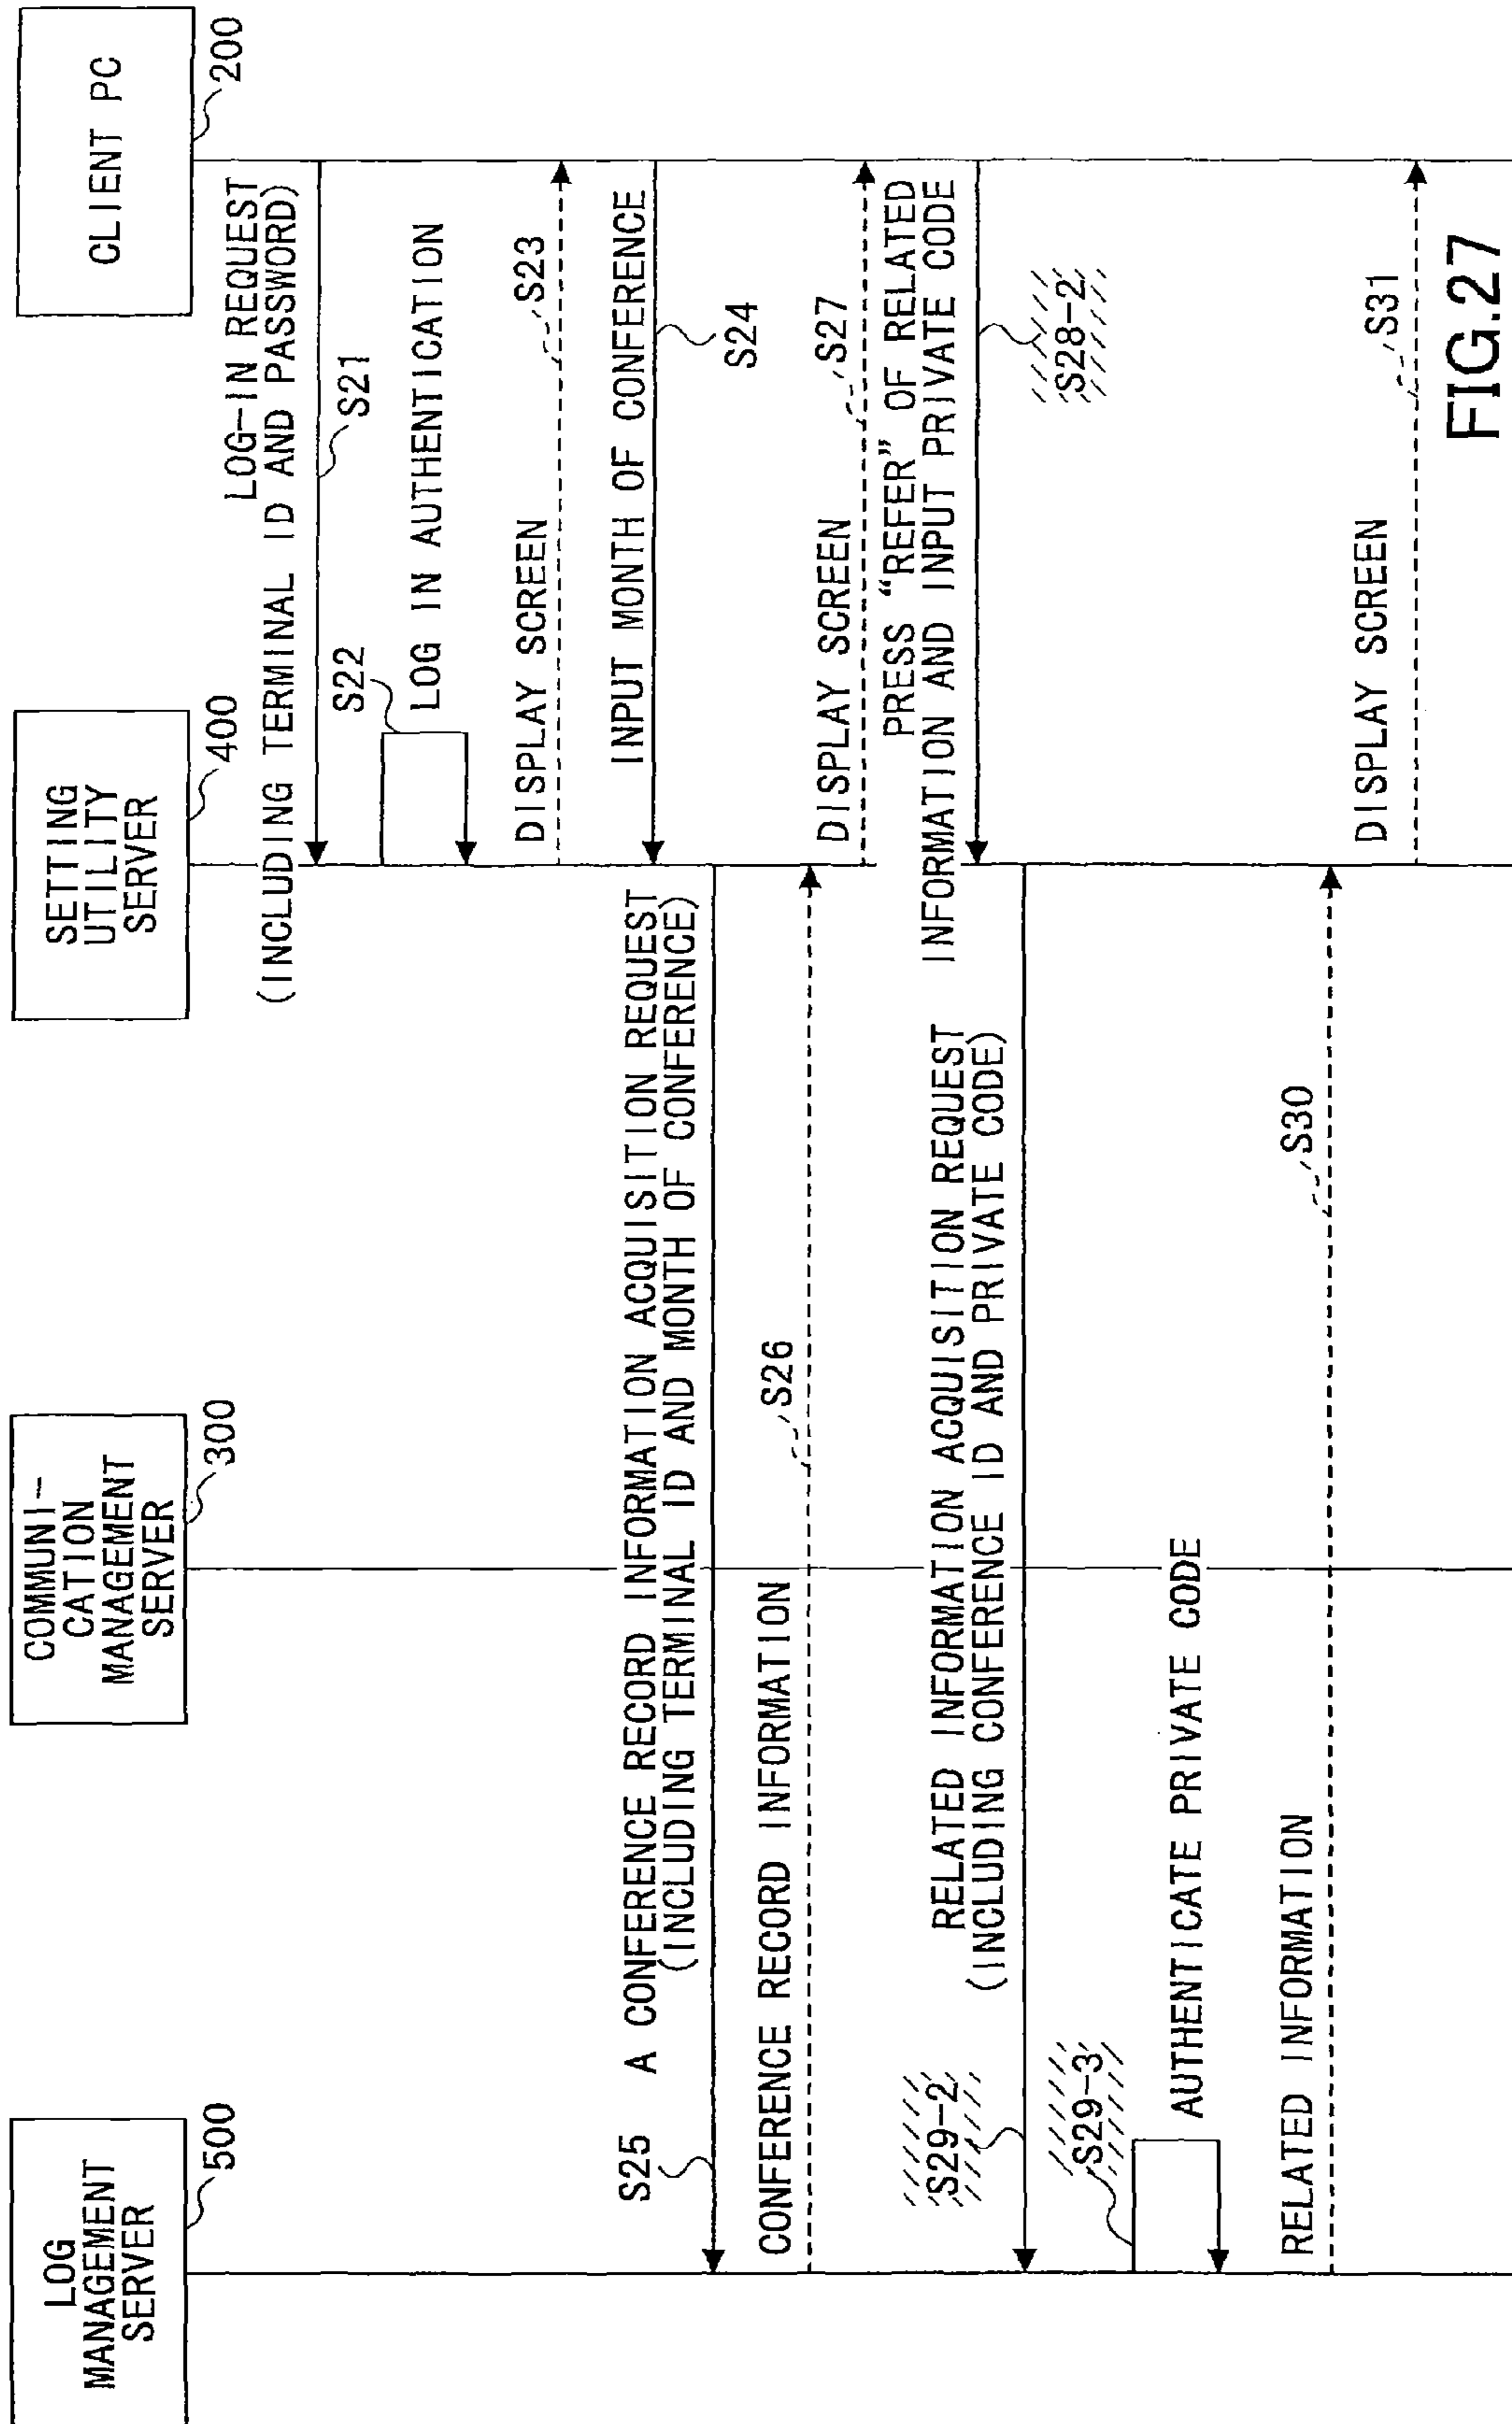 LOG
MANAGEMENT
SERVER
500
COMMUNI-
CATION
MANAGEMENT
SERVER
300
SETTING
UTILITY
SERVER
400
CLIENT PC
200
LOG-IN REQUEST
(INCLUDING TERMINAL ID AND PASSWORD)
S21
S22
LOG IN AUTHENTICATION
DISPLAY SCREEN
S23
INPUT MONTH OF CONFERENCE
S24
S25
A CONFERENCE RECORD INFORMATION ACQUISITION REQUEST
(INCLUDING TERMINAL ID AND MONTH OF CONFERENCE)
CONFERENCE RECORD INFORMATION
S26
DISPLAY SCREEN
S27
PRESS “REFER” OF RELATED
INFORMATION AND INPUT PRIVATE CODE
S28-2
RELATED INFORMATION ACQUISITION REQUEST
(INCLUDING CONFERENCE ID AND PRIVATE CODE)
S29-2
S29-3
AUTHENTICATE PRIVATE CODE
RELATED INFORMATION
S30
DISPLAY SCREEN
S31
FIG.27